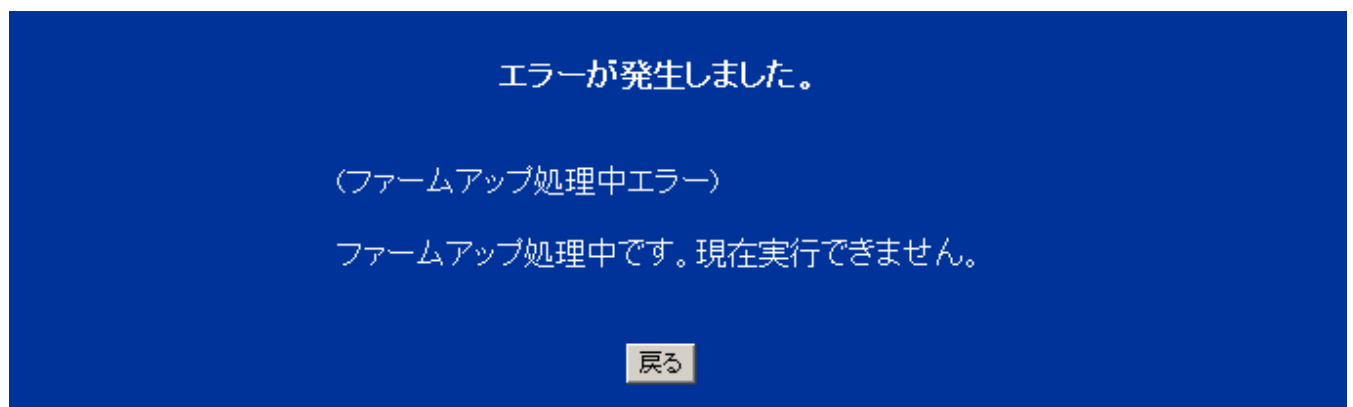 エラーが発生しました。
(ファームアップ処理中エラー)
ファームアップ処理中です。現在実行できません。
戻る